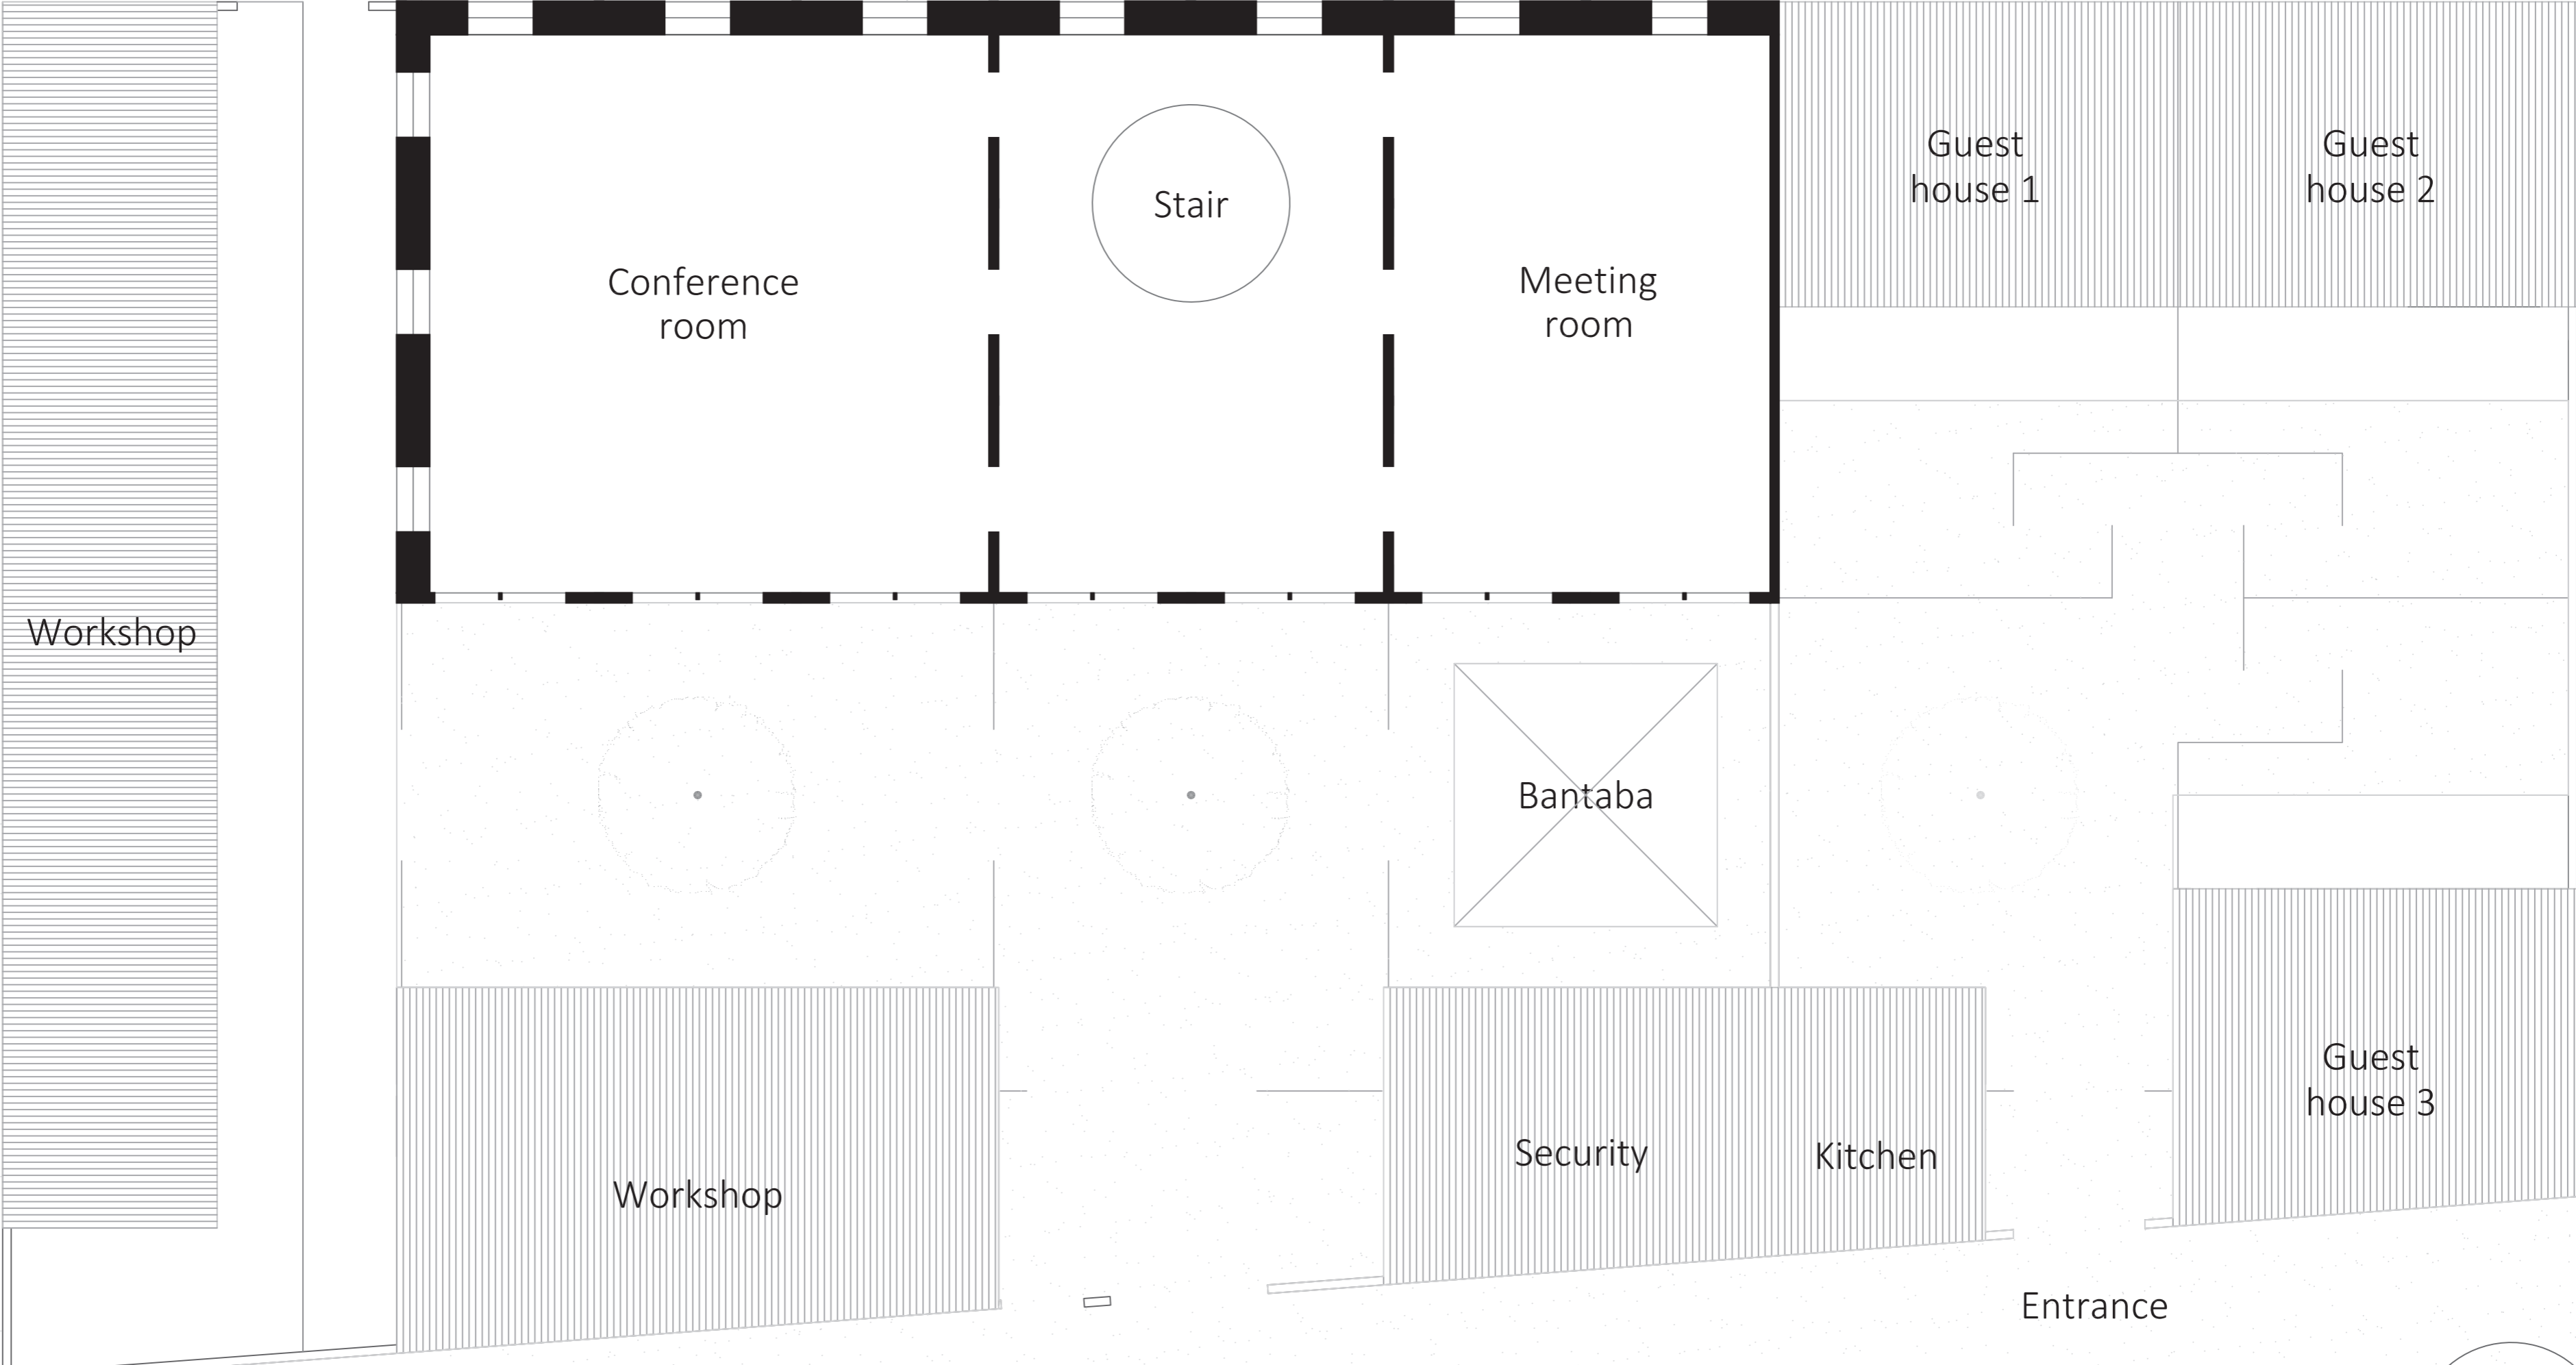 Guest
house 1
Guest
house 2
Stair
Conference
room
Meeting
room
Workshop
Bantaba
Guest
house 3
Security
Kitchen
Workshop
Entrance